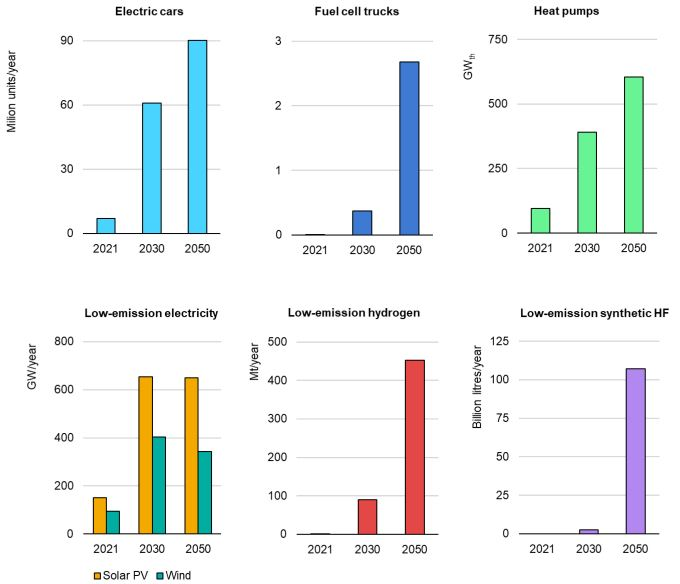 Electric cars
Milion units/year
90
60
30
0
2021 2030 2050
Fuel cell trucks
3
2
1
0
2021 2030 2050
Heat pumps
GWth
750
500
250
0
2021 2030 2050
Low-emission electricity
GW/year
800
600
400
200
0
2021 2030 2050
Solar PV Wind
Low-emission hydrogen
Mt/year
500
400
300
200
100
0
2021 2030 2050
Low-emission synthetic HF
Billion litres/year
125
100
75
50
25
0
2021 2030 2050